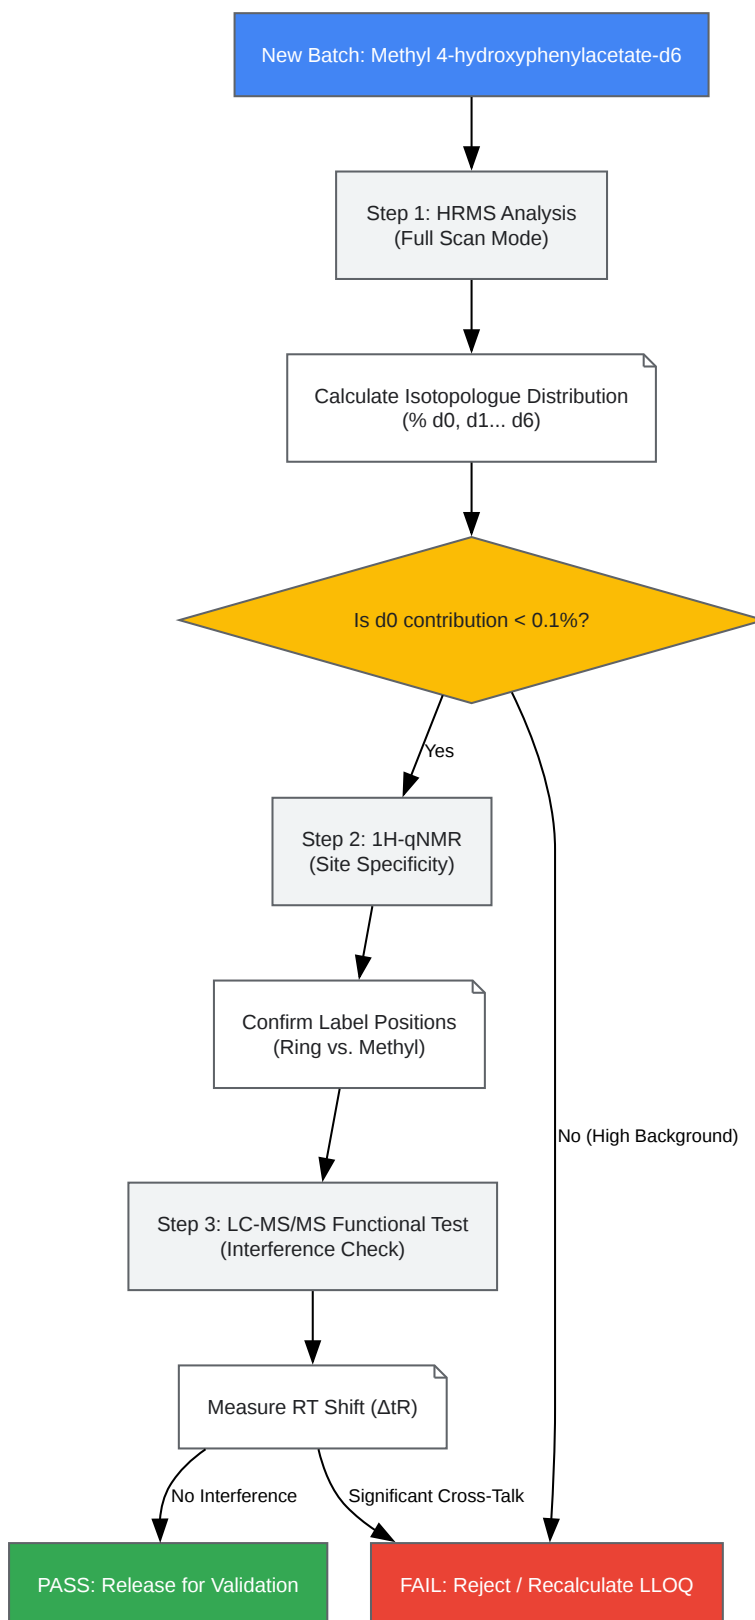 New Batch: Methyl 4-hydroxyphenylacetate-d6
Step 1: HRMS Analysis
(Full Scan Mode)
Calculate Isotopologue Distribution
(% d0, d1... d6)
Is d0 contribution < 0.1%?
Yes
Step 2: 1H-qNMR
(Site Specificity)
Confirm Label Positions
(Ring vs. Methyl)
No (High Background)
Step 3: LC-MS/MS Functional Test
(Interference Check)
Measure RT Shift (ΔtR)
No Interference
Significant Cross-Talk
PASS: Release for Validation
FAIL: Reject / Recalculate LLOQ